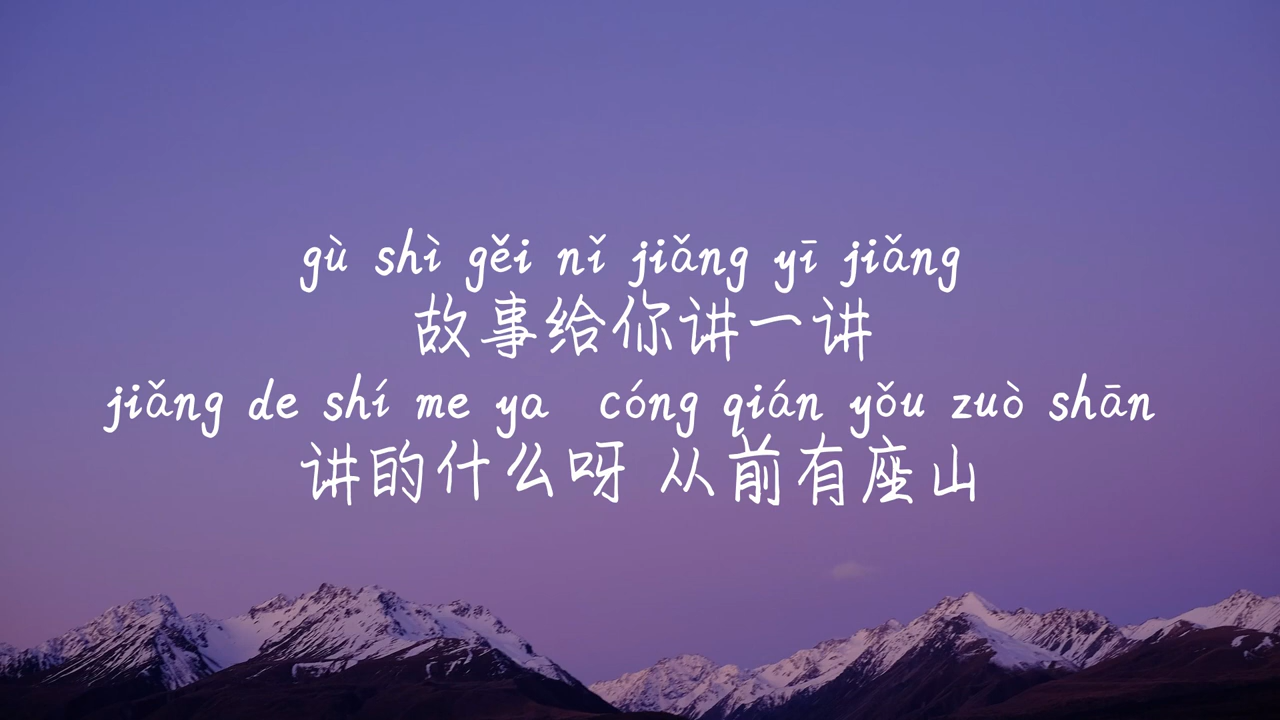 gù shì gěi nǐ jiǎng yī jiǎng
故事给你讲一讲
jiǎng de shí me ya  cóng qián yǒu zuò shān
讲的什么呀 从前有座山